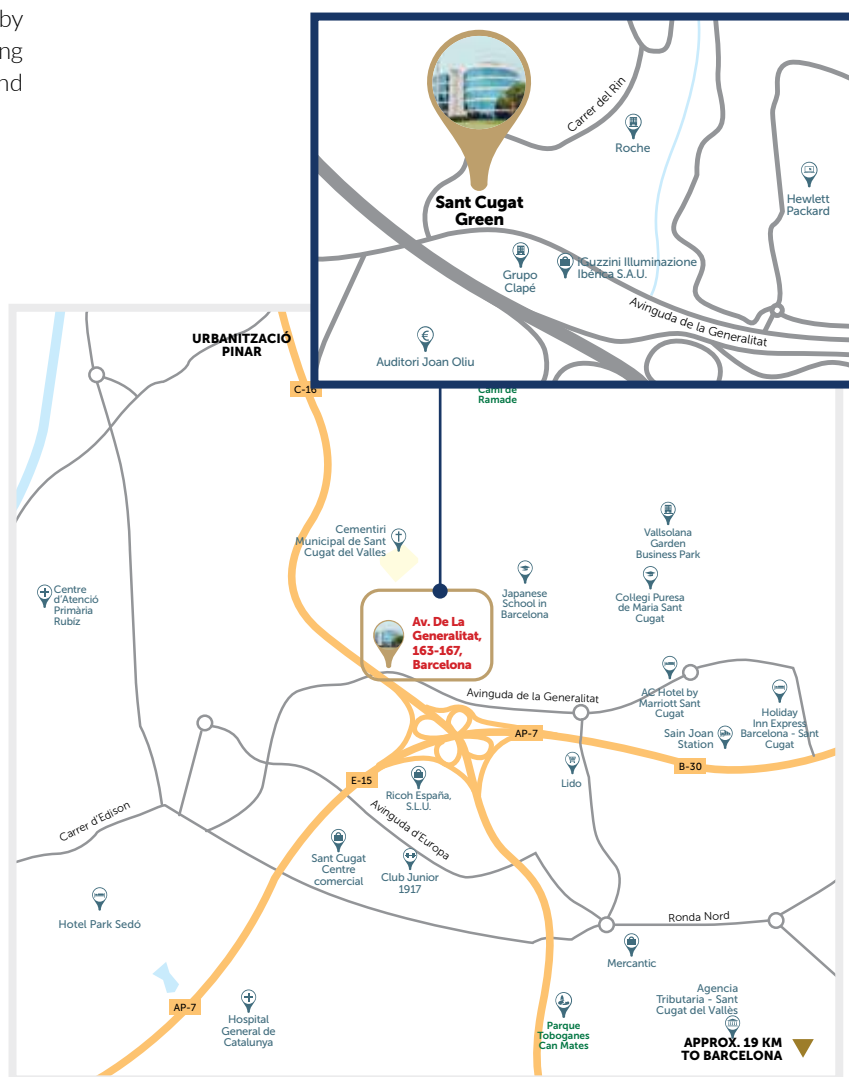 by
ing
nd
Carrer del Rin
Roche
Hewlett
Packard
Sant Cugat
Green
Grupo
Clapé
iGuzzini Illuminazione
Ibérica S.A.U.
Avinguda de la Generalitat
Auditori Joan Oliu
URBANITZACIÓ
PINAR
C-16
Camí de
Ramade
Cementiri
Municipal de Sant
Cugat del Valles
Vallsolana
Garden
Business Park
Japanese
School in
Barcelona
Collegi Puresa
de Maria Sant
Cugat
Centre
d'Atenció
Primària
Rubíz
Av. De La
Generalitat,
163-167,
Barcelona
Avinguda de la Generalitat
AC Hotel by
Marriott Sant
Cugat
Holiday
Inn Express
Barcelona - Sant
Cugat
Sain Joan
Station
AP-7
B-30
E-15
Lido
Ricoh España,
S.L.U.
Avinguda d'Europa
Carrer d'Edison
Sant Cugat
Centre
comercial
Club Junior
1917
Hotel Park Sedó
Ronda Nord
Mercantic
AP-7
Hospital
General de
Catalunya
Parque
Toboganes
Can Mates
Agencia
Tributaria - Sant
Cugat del Vallès
APPROX. 19 KM
TO BARCELONA